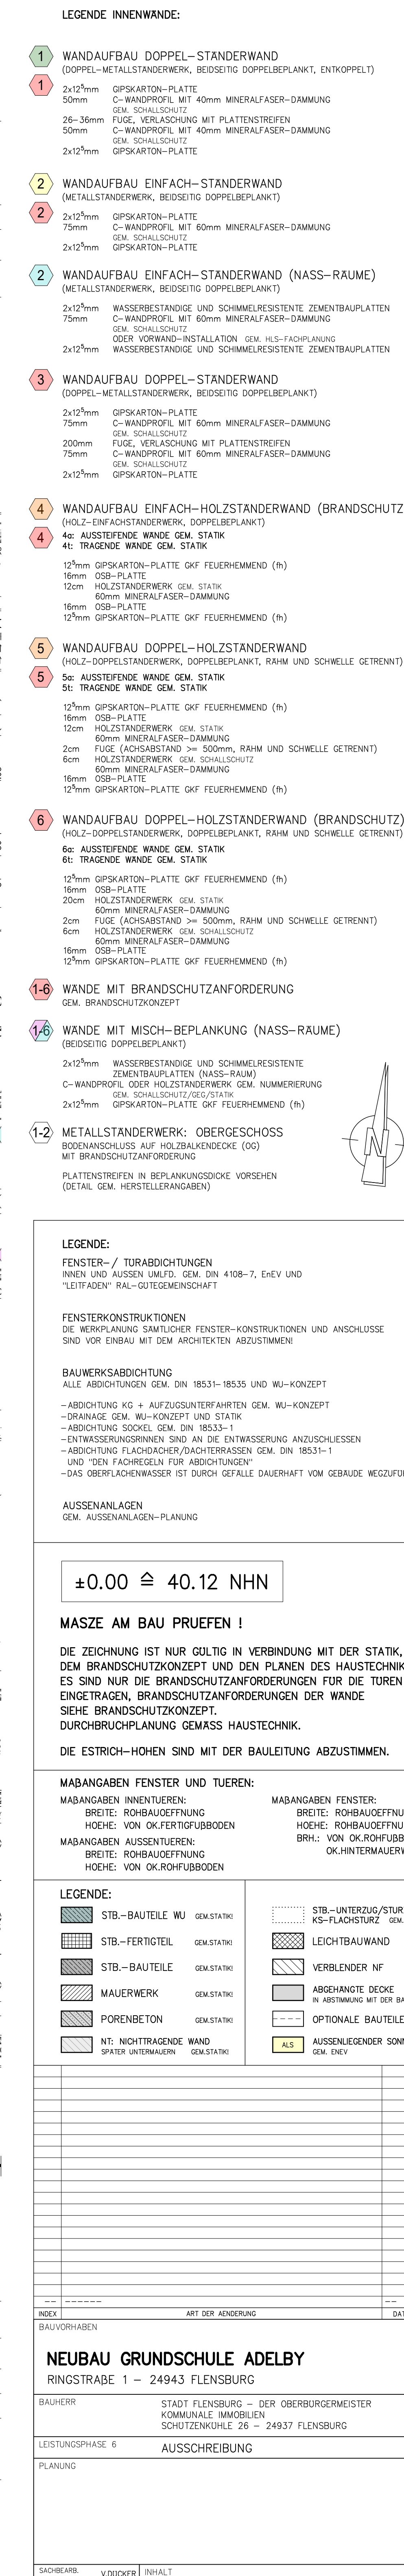 LEGENDE INNENWÄNDE:
1 WANDAUFBAU DOPPEL-STÄNDERWAND
(DOPPEL-METALLSTÄNDERWERK, BEIDSEITIG DOPPELBEPLANKT, ENTKOPPELT)
1
2x12⁵mm GIPSKARTON-PLATTE
50mm C-WANDPROFIL MIT 40mm MINERALFASER-DÄMMUNG
GEM. SCHALLSCHUTZ
26-36mm FUGE, VERLASCHUNG MIT PLATTENSTREIFEN
50mm C-WANDPROFIL MIT 40mm MINERALFASER-DÄMMUNG
GEM. SCHALLSCHUTZ
2x12⁵mm GIPSKARTON-PLATTE
2 WANDAUFBAU EINFACH-STÄNDERWAND
(METALLSTÄNDERWERK, BEIDSEITIG DOPPELBEPLANKT)
2
2x12⁵mm GIPSKARTON-PLATTE
75mm C-WANDPROFIL MIT 60mm MINERALFASER-DÄMMUNG
GEM. SCHALLSCHUTZ
2x12⁵mm GIPSKARTON-PLATTE
2 WANDAUFBAU EINFACH-STÄNDERWAND (NASS-RÄUME)
(METALLSTÄNDERWERK, BEIDSEITIG DOPPELBEPLANKT)
2x12⁵mm WASSERBESTÄNDIGE UND SCHIMMELRESISTENTE ZEMENTBAUPLATTEN
75mm C-WANDPROFIL MIT 60mm MINERALFASER-DÄMMUNG
GEM. SCHALLSCHUTZ
ODER VORWAND-INSTALLATION GEM. HLS-FACHPLANUNG
2x12⁵mm WASSERBESTÄNDIGE UND SCHIMMELRESISTENTE ZEMENTBAUPLATTEN
3 WANDAUFBAU DOPPEL-STÄNDERWAND
(DOPPEL-METALLSTÄNDERWERK, BEIDSEITIG DOPPELBEPLANKT)
2x12⁵mm GIPSKARTON-PLATTE
75mm C-WANDPROFIL MIT 60mm MINERALFASER-DÄMMUNG
GEM. SCHALLSCHUTZ
200mm FUGE, VERLASCHUNG MIT PLATTENSTREIFEN
75mm C-WANDPROFIL MIT 60mm MINERALFASER-DÄMMUNG
GEM. SCHALLSCHUTZ
2x12⁵mm GIPSKARTON-PLATTE
4 WANDAUFBAU EINFACH-HOLZSTÄNDERWAND (BRANDSCHUTZ
(HOLZ-EINFACHSTÄNDERWERK, DOPPELBEPLANKT)
4 4a: AUSSTEIFENDE WÄNDE GEM. STATIK
4t: TRAGENDE WÄNDE GEM. STATIK
12⁵mm GIPSKARTON-PLATTE GKF FEUERHEMMEND (fh)
16mm OSB-PLATTE
12cm HOLZSTÄNDERWERK GEM. STATIK
60mm MINERALFASER-DÄMMUNG
16mm OSB-PLATTE
12⁵mm GIPSKARTON-PLATTE GKF FEUERHEMMEND (fh)
5 WANDAUFBAU DOPPEL-HOLZSTÄNDERWAND
(HOLZ-DOPPELSTÄNDERWERK, DOPPELBEPLANKT, RÄHM UND SCHWELLE GETRENNT)
5 5a: AUSSTEIFENDE WÄNDE GEM. STATIK
5t: TRAGENDE WÄNDE GEM. STATIK
12⁵mm GIPSKARTON-PLATTE GKF FEUERHEMMEND (fh)
16mm OSB-PLATTE
12cm HOLZSTÄNDERWERK GEM. STATIK
60mm MINERALFASER-DÄMMUNG
2cm FUGE (ACHSABSTAND >= 500mm, RÄHM UND SCHWELLE GETRENNT)
6cm HOLZSTÄNDERWERK GEM. SCHALLSCHUTZ
60mm MINERALFASER-DÄMMUNG
16mm OSB-PLATTE
12⁵mm GIPSKARTON-PLATTE GKF FEUERHEMMEND (fh)
6 WANDAUFBAU DOPPEL-HOLZSTÄNDERWAND (BRANDSCHUTZ)
(HOLZ-DOPPELSTÄNDERWERK, DOPPELBEPLANKT, RÄHM UND SCHWELLE GETRENNT)
6a: AUSSTEIFENDE WÄNDE GEM. STATIK
6t: TRAGENDE WÄNDE GEM. STATIK
12⁵mm GIPSKARTON-PLATTE GKF FEUERHEMMEND (fh)
16mm OSB-PLATTE
20cm HOLZSTÄNDERWERK GEM. STATIK
60mm MINERALFASER-DÄMMUNG
2cm FUGE (ACHSABSTAND >= 500mm, RÄHM UND SCHWELLE GETRENNT)
6cm HOLZSTÄNDERWERK GEM. SCHALLSCHUTZ
60mm MINERALFASER-DÄMMUNG
16mm OSB-PLATTE
12⁵mm GIPSKARTON-PLATTE GKF FEUERHEMMEND (fh)
1-6 WÄNDE MIT BRANDSCHUTZANFORDERUNG
GEM. BRANDSCHUTZKONZEPT
1-6 WÄNDE MIT MISCH-BEPLANKUNG (NASS-RÄUME)
(BEIDSEITIG DOPPELBEPLANKT)
2x12⁵mm WASSERBESTÄNDIGE UND SCHIMMELRESISTENTE
ZEMENTBAUPLATTEN (NASS-RAUM)
C-WANDPROFIL ODER HOLZSTÄNDERWERK GEM. NUMMERIERUNG
GEM. SCHALLSCHUTZ/GEG/STATIK
2x12⁵mm GIPSKARTON-PLATTE GKF FEUERHEMMEND (fh)
1-2 METALLSTÄNDERWERK: OBERGESCHOSS
BODENANSCHLUSS AUF HOLZBALKENDECKE (OG)
MIT BRANDSCHUTZANFORDERUNG
N
PLATTENSTREIFEN IN BEPLANKUNGSDICKE VORSEHEN
(DETAIL GEM. HERSTELLERANGABEN)
LEGENDE:
FENSTER-/ TÜRABDICHTUNGEN
INNEN UND AUSSEN UMLFD. GEM. DIN 4108-7, EnEV UND
"LEITFADEN" RAL-GÜTEGEMEINSCHAFT
FENSTERKONSTRUKTIONEN
DIE WERKPLANUNG SÄMTLICHER FENSTER-KONSTRUKTIONEN UND ANSCHLÜSSE
SIND VOR EINBAU MIT DEM ARCHITEKTEN ABZUSTIMMEN!
BAUWERKSABDICHTUNG
ALLE ABDICHTUNGEN GEM. DIN 18531-18535 UND WU-KONZEPT
-ABDICHTUNG KG + AUFZUGSUNTERFAHRTEN GEM. WU-KONZEPT
-DRAINAGE GEM. WU-KONZEPT UND STATIK
-ABDICHTUNG SOCKEL GEM. DIN 18533-1
-ENTWÄSSERUNGSRINNEN SIND AN DIE ENTWÄSSERUNG ANZUSCHLIESSEN
-ABDICHTUNG FLACHDÄCHER/DACHTERRASSEN GEM. DIN 18531-1
UND "DEN FACHREGELN FÜR ABDICHTUNGEN"
-DAS OBERFLÄCHENWASSER IST DURCH GEFÄLLE DAUERHAFT VOM GEBÄUDE WEGZUFÜ
AUSSENANLAGEN
GEM. AUSSENANLAGEN-PLANUNG
±0.00 ≙ 40.12 NHN
MASZE AM BAU PRUEFEN !
DIE ZEICHNUNG IST NUR GÜLTIG IN VERBINDUNG MIT DER STATIK,
DEM BRANDSCHUTZKONZEPT UND DEN PLÄNEN DES HAUSTECHNIK
ES SIND NUR DIE BRANDSCHUTZANFORDERUNGEN FÜR DIE TÜREN
EINGETRAGEN, BRANDSCHUTZANFORDERUNGEN DER WÄNDE
SIEHE BRANDSCHUTZKONZEPT.
DURCHBRUCHPLANUNG GEMÄSS HAUSTECHNIK.
DIE ESTRICH-HÖHEN SIND MIT DER BAULEITUNG ABZUSTIMMEN.
MAßANGABEN FENSTER UND TUEREN:
MAßANGABEN INNENTUEREN:
BREITE: ROHBAUOEFFNUNG
HOEHE: VON OK.FERTIGFUßBODEN
MAßANGABEN AUSSENTUEREN:
BREITE: ROHBAUOEFFNUNG
HOEHE: VON OK.ROHFUßBODEN
MAßANGABEN FENSTER:
BREITE: ROHBAUOEFFNU
HOEHE: ROHBAUOEFFNU
BRH.: VON OK.ROHFUßB
OK.HINTERMAUERW
LEGENDE:
STB.-BAUTEILE WU GEM.STATIK!
STB.-FERTIGTEIL GEM.STATIK!
STB.-BAUTEILE GEM.STATIK!
MAUERWERK GEM.STATIK!
PORENBETON GEM.STATIK!
NT: NICHTTRAGENDE WAND
SPÄTER UNTERMAUERN GEM.STATIK!
STB.-UNTERZUG/STUR
KS-FLACHSTURZ GEM.
LEICHTBAUWAND
VERBLENDER NF
ABGEHÄNGTE DECKE
IN ABSTIMMUNG MIT DER BA
OPTIONALE BAUTEILE
ALS AUSSENLIEGENDER SONN
GEM. ENEV
-- ------ --
INDEX ART DER AENDERUNG DAT
BAUVORHABEN
NEUBAU GRUNDSCHULE ADELBY
RINGSTRAßE 1 - 24943 FLENSBURG
BAUHERR STADT FLENSBURG - DER OBERBÜRGERMEISTER
KOMMUNALE IMMOBILIEN
SCHÜTZENKUHLE 26 - 24937 FLENSBURG
LEISTUNGSPHASE 6 AUSSCHREIBUNG
PLANUNG
SACHBEARB. V.DÜCKER INHALT